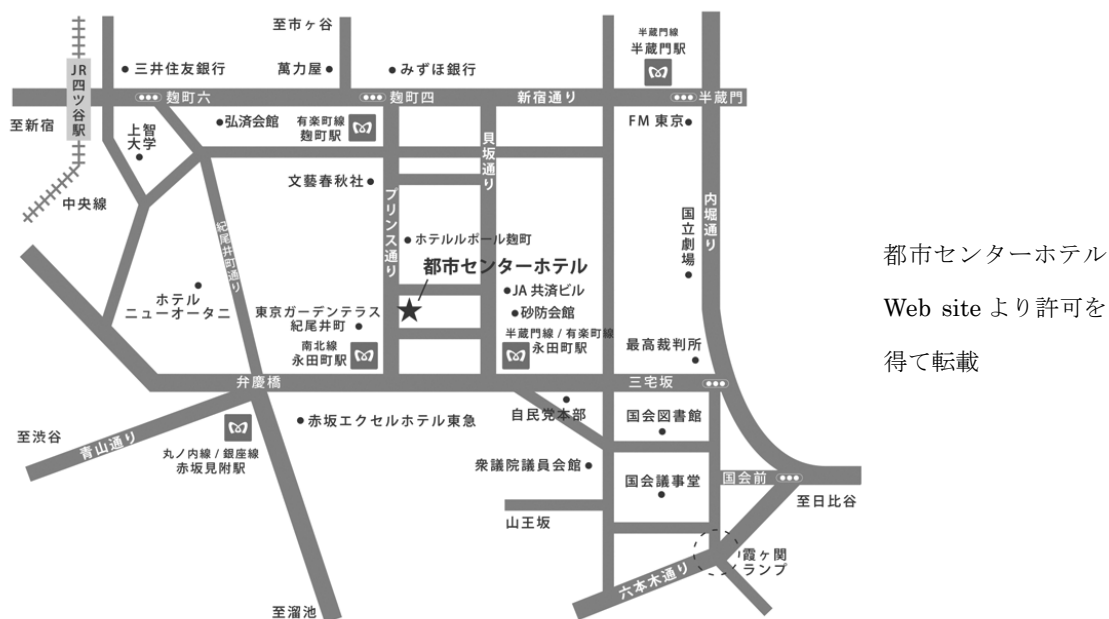 至市ヶ谷
半蔵門線
半蔵門駅
JR四ツ谷駅
三井住友銀行
萬力屋
みずほ銀行
麹町六
麹町四
新宿通り
半蔵門
至新宿
上智
大学
弘済会館
有楽町線
麹町駅
貝坂通り
FM 東京
中央線
文藝春秋社
プリンス通り
紀尾井町通り
内堀通り
国立劇場
ホテルルポール麹町
都市センターホテル
ホテル
ニューオータニ
東京ガーデンテラス
紀尾井町
JA 共済ビル
砂防会館
南北線
永田町駅
半蔵門線 / 有楽町線
永田町駅
最高裁判所
弁慶橋
三宅坂
赤坂エクセルホテル東急
自民党本部
国会図書館
至渋谷
青山通り
丸ノ内線 / 銀座線
赤坂見附駅
衆議院議員会館
国会議事堂
国会前
至日比谷
山王坂
霞ヶ関
ランプ
六本木通り
至溜池
都市センターホテル
Web site より許可を
得て転載